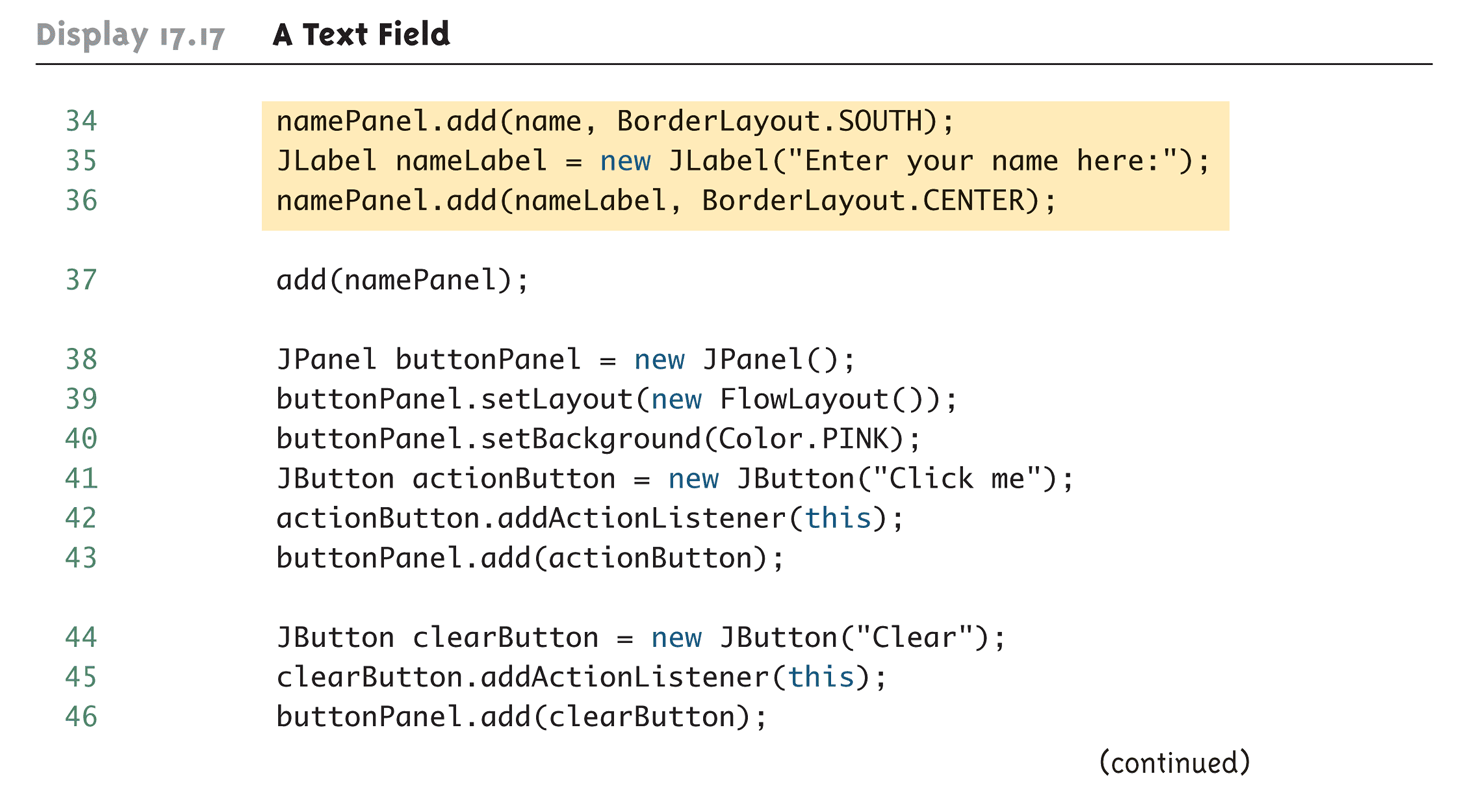 Display 17.17 A Text Field
34 namePanel.add(name, BorderLayout.SOUTH);
35 JLabel nameLabel = new JLabel("Enter your name here:");
36 namePanel.add(nameLabel, BorderLayout.CENTER);
37 add(namePanel);
38 JPanel buttonPanel = new JPanel();
39 buttonPanel.setLayout(new FlowLayout());
40 buttonPanel.setBackground(Color.PINK);
41 JButton actionButton = new JButton("Click me");
42 actionButton.addActionListener(this);
43 buttonPanel.add(actionButton);
44 JButton clearButton = new JButton("Clear");
45 clearButton.addActionListener(this);
46 buttonPanel.add(clearButton);
(continued)